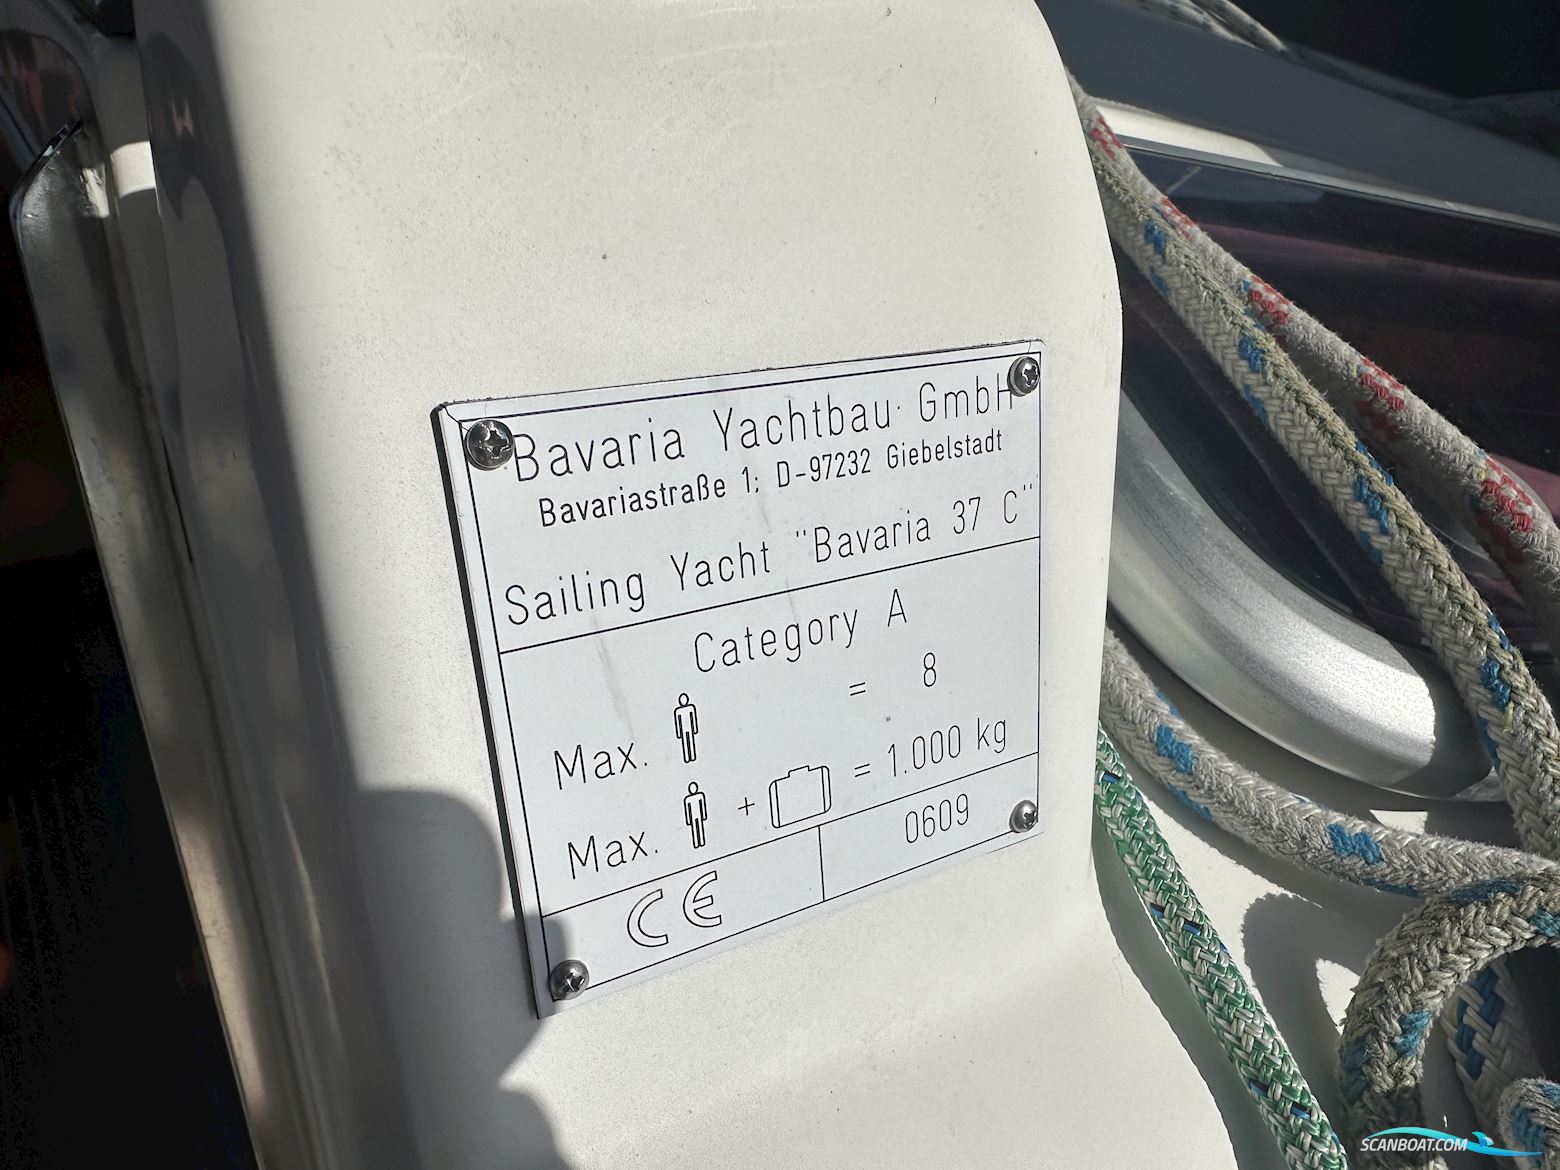 Bavaria Yachtbau GmbH
Bavariastraße 1; D-97232 Giebelstadt
Sailing Yacht "Bavaria 37 C"
Category A
Max. = 8
Max. + = 1.000 kg
CE 0609
SCANBOAT.COM